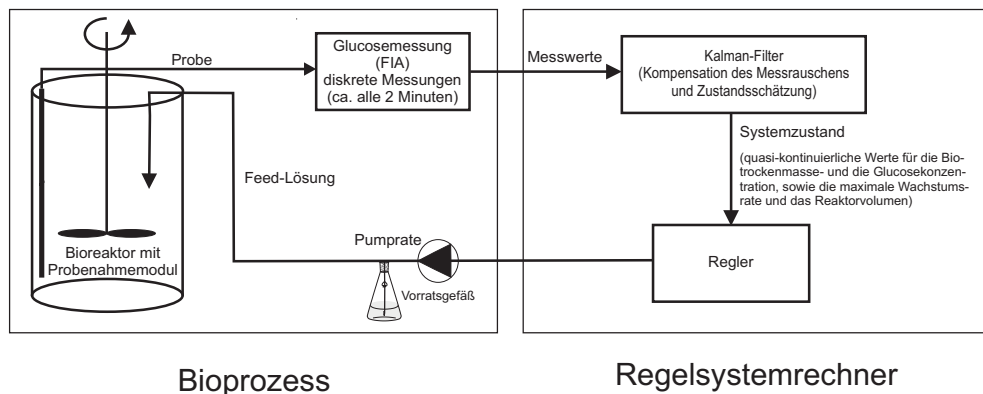 Glucosemessung
(FIA)
diskrete Messungen
(ca. alle 2 Minuten)
Probe
Messwerte
Kalman-Filter
(Kompensation des Messrauschens
und Zustandsschätzung)
Systemzustand
(quasi-kontinuierliche Werte für die Bio-
trockenmasse- und die Glucosekonzen-
tration, sowie die maximale Wachstums-
rate und das Reaktorvolumen)
Feed-Lösung
Bioreaktor mit
Probenahmemodul
Pumprate
Vorratsgefäß
Regler
Bioprozess
Regelsystemrechner